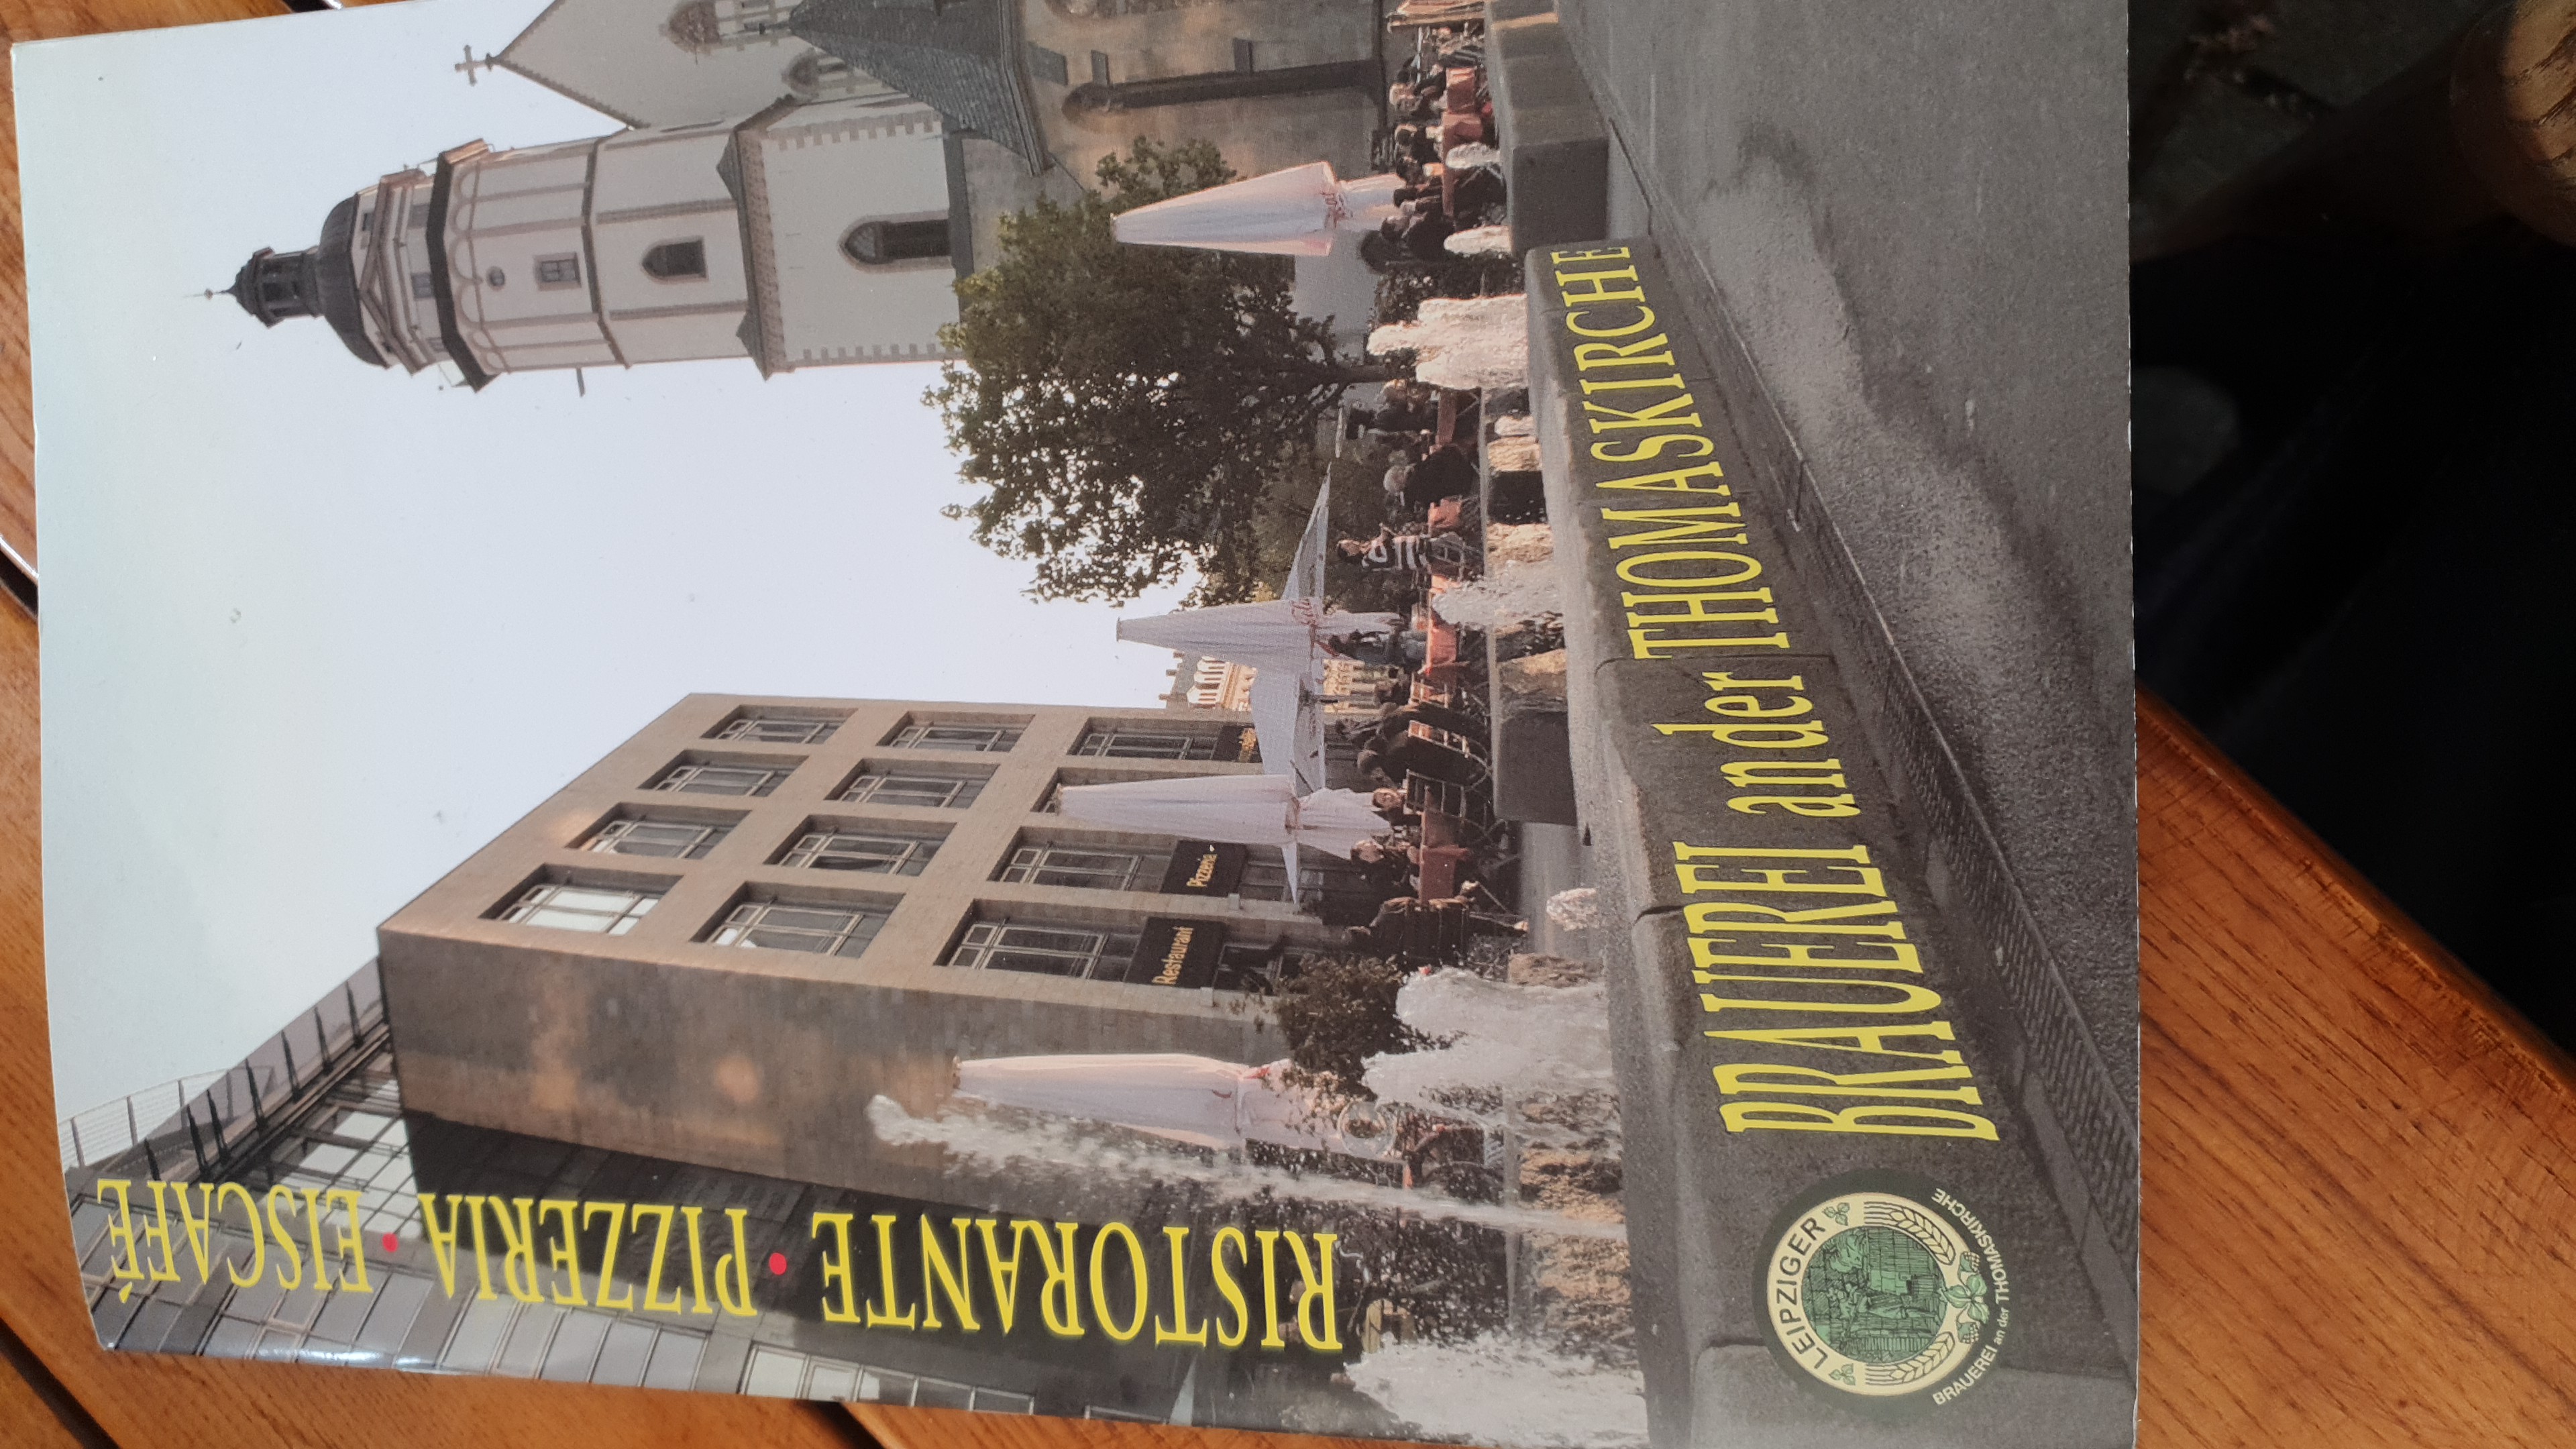 RISTORANTE • PIZZERIA • EISCAFÉ
Restaurant
Pizzeria
BRAUEREI an der THOMASKIRCHE
LEIPZIGER
BRAUEREI an der THOMASKIRCHE